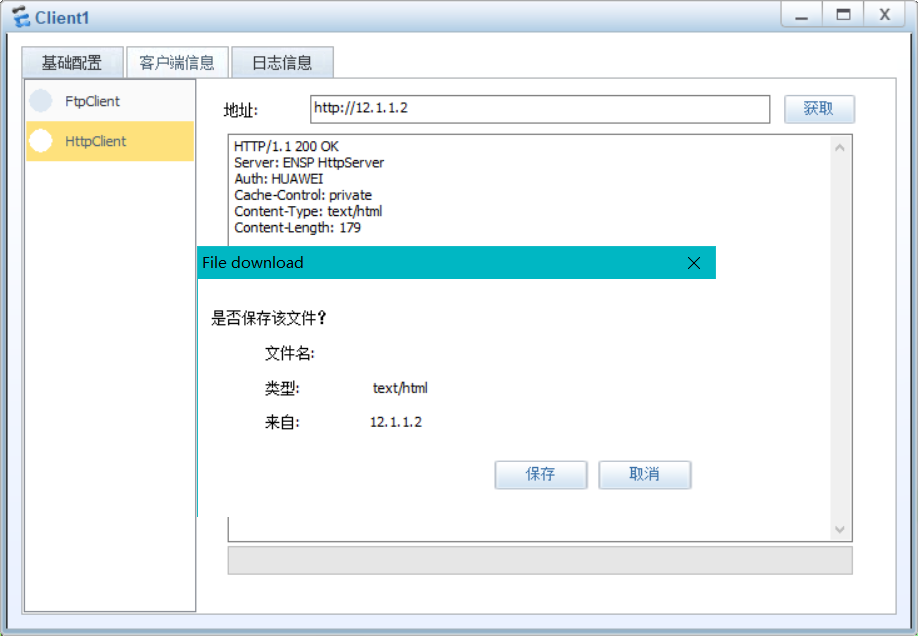 Client1
基础配置 客户端信息 日志信息
FtpClient
HttpClient
地址: http://12.1.1.2 获取
HTTP/1.1 200 OK
Server: ENSP HttpServer
Auth: HUAWEI
Cache-Control: private
Content-Type: text/html
Content-Length: 179
File download
是否保存该文件?
文件名:
类型: text/html
来自: 12.1.1.2
保存 取消